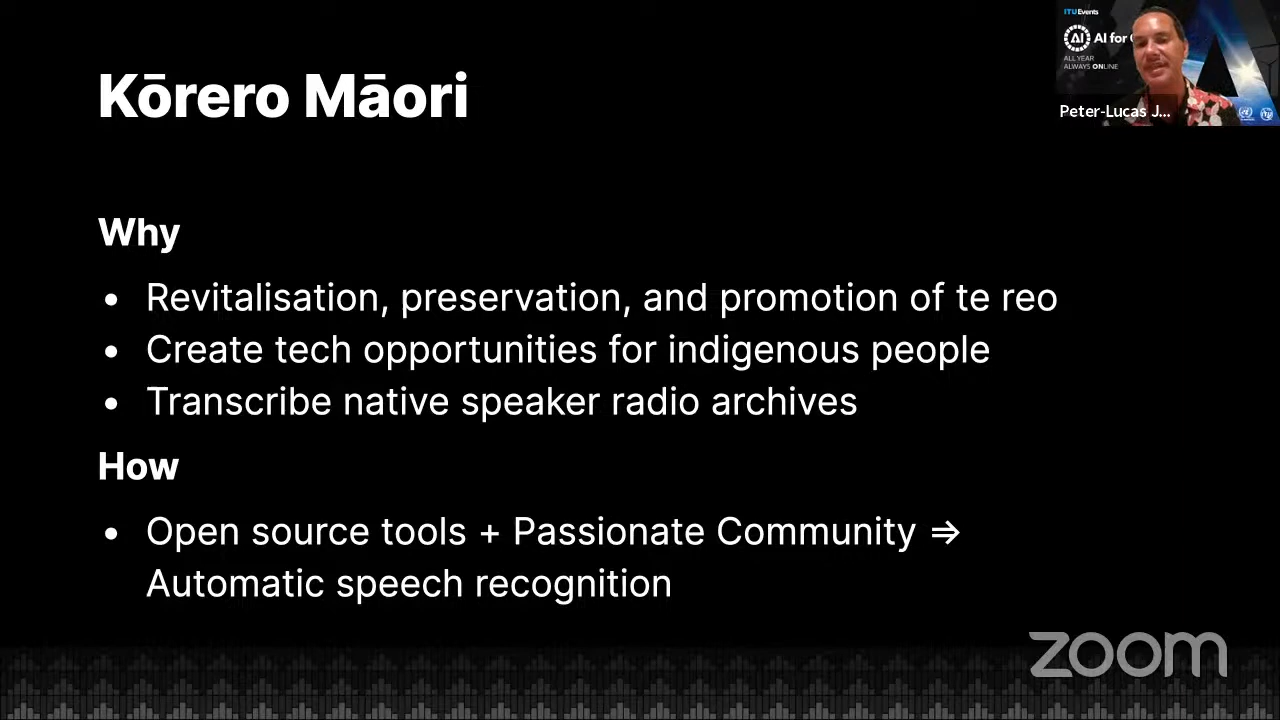 Kōrero Māori
Why
• Revitalisation, preservation, and promotion of te reo
• Create tech opportunities for indigenous people
• Transcribe native speaker radio archives
How
• Open source tools + Passionate Community ⇒
Automatic speech recognition
ITUEvents
AI
AI for
ALL YEAR
ALWAYS ONLINE
Peter-Lucas J...
zoom